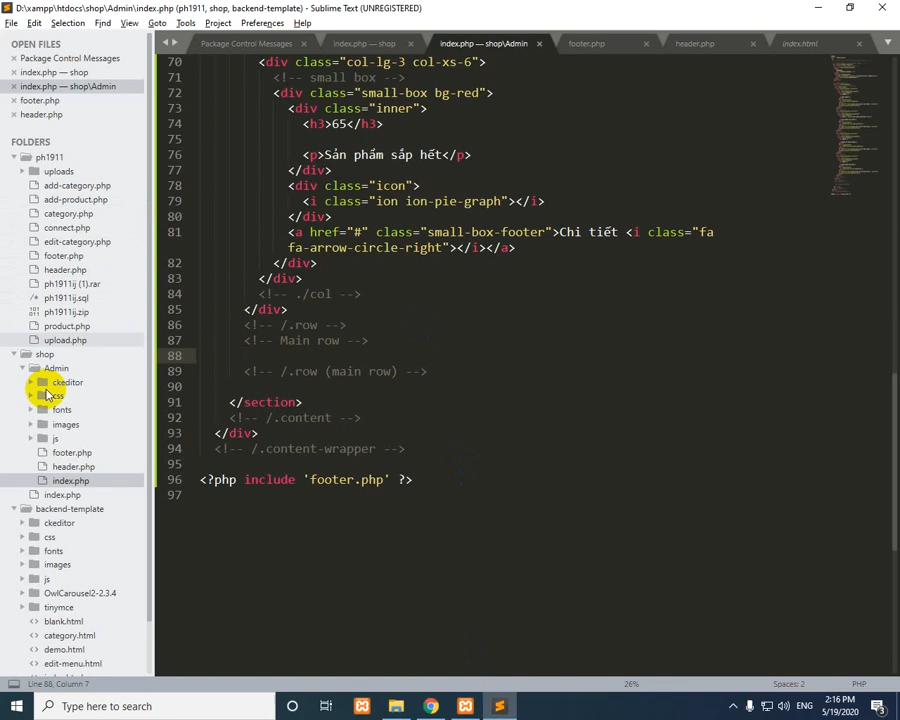 D:\xampp\htdocs\shop\Admin\index.php (ph1911, shop, backend-template) - Sublime Text (UNREGISTERED)
File Edit Selection Find View Goto Tools Project Preferences Help
OPEN FILES
Package Control Messages
index.php — shop
× index.php — shop\Admin
× footer.php
× header.php
FOLDERS
ph1911
uploads
add-category.php
add-product.php
category.php
connect.php
edit-category.php
footer.php
header.php
ph1911ij (1).rar
ph1911ij.sql
ph1911ij.zip
product.php
upload.php
shop
Admin
ckeditor
css
fonts
images
js
footer.php
header.php
index.php
index.php
backend-template
ckeditor
css
fonts
images
js
OwlCarousel2-2.3.4
tinymce
blank.html
category.html
demo.html
edit-menu.html
Package Control Messages × index.php — shop × index.php — shop\Admin × footer.php × header.php × index.html ×
70 <div class="col-lg-3 col-xs-6">
71 <!-- small box -->
72 <div class="small-box bg-red">
73 <div class="inner">
74 <h3>65</h3>
75
76 <p>Sản phẩm sắp hết</p>
77 </div>
78 <div class="icon">
79 <i class="ion ion-pie-graph"></i>
80 </div>
81 <a href="#" class="small-box-footer">Chi tiết <i class="fa
fa-arrow-circle-right"></i></a>
82 </div>
83 </div>
84 <!-- ./col -->
85 </div>
86 <!-- /.row -->
87 <!-- Main row -->
88
89 <!-- /.row (main row) -->
90
91 </section>
92 <!-- /.content -->
93 </div>
94 <!-- /.content-wrapper -->
95
96 <?php include 'footer.php' ?>
97
Line 88, Column 7 26% Spaces: 2 PHP
Type here to search
ENG
2:16 PM
5/19/2020
3